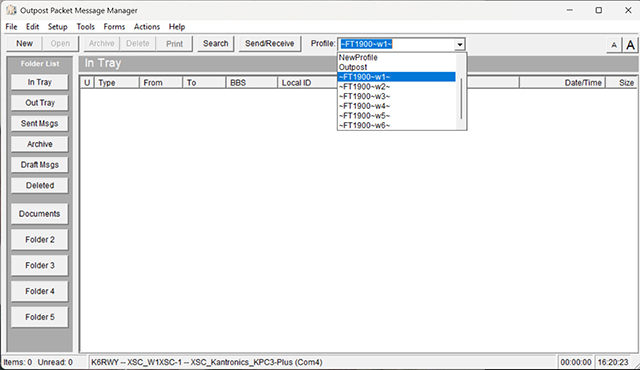 Outpost Packet Message Manager
File Edit Setup Tools Forms Actions Help
New Open Archive Delete Print Search Send/Receive Profile: ~FT1900~w1~ A A
Folder List In Tray
NewProfile
Outpost
~FT1900~w1~
~FT1900~w2~
~FT1900~w3~
~FT1900~w4~
~FT1900~w5~
~FT1900~w6~
U Type From To BBS Local ID Date/Time Size
In Tray
Out Tray
Sent Msgs
Archive
Draft Msgs
Deleted
Documents
Folder 2
Folder 3
Folder 4
Folder 5
Items: 0 Unread: 0 K6RWY -- XSC_W1XSC-1 -- XSC_Kantronics_KPC3-Plus (Com4) 00:00:00 16:20:23